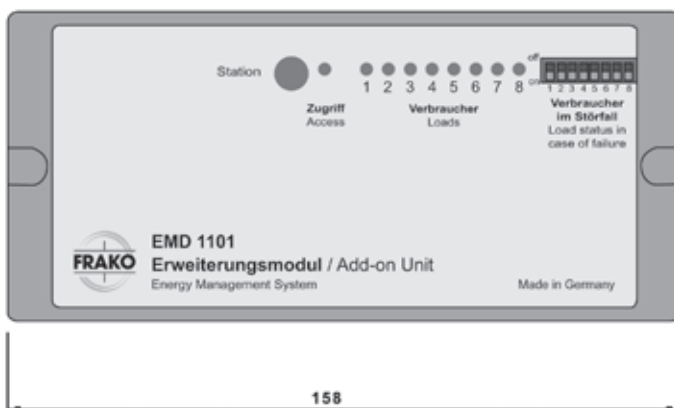 Station
Zugriff
Access
1 2 3 4 5 6 7 8
Verbraucher
Loads
off
on
1 2 3 4 5 6 7 8
Verbraucher
im Störfall
Load status in
case of failure
FRAKO
EMD 1101
Erweiterungsmodul / Add-on Unit
Energy Management System
Made in Germany
158